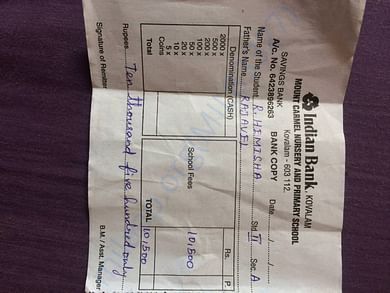 Indian Bank, KOVALAM
MOUNT CARMEL NURSERY AND PRIMARY SCHOOL
Kovalam - 603 112.
SAVINGS BANK
A/c. No. 6423896263 BANK COPY
Date......./......./.......
Name of the Student R. HIMISHA Std. II Sec. A
Father's Name RAJAVEL
Denomination (CASH)
2000 x
500 x
200 x
100 x
50 x
20 x
10 x
5 x
Coins
Total
Rs. P.
School Fees 10,500
TOTAL 10,500
Rupees Ten thousand five hundred only
Signature of Remitter B.M. / Asst. Manager